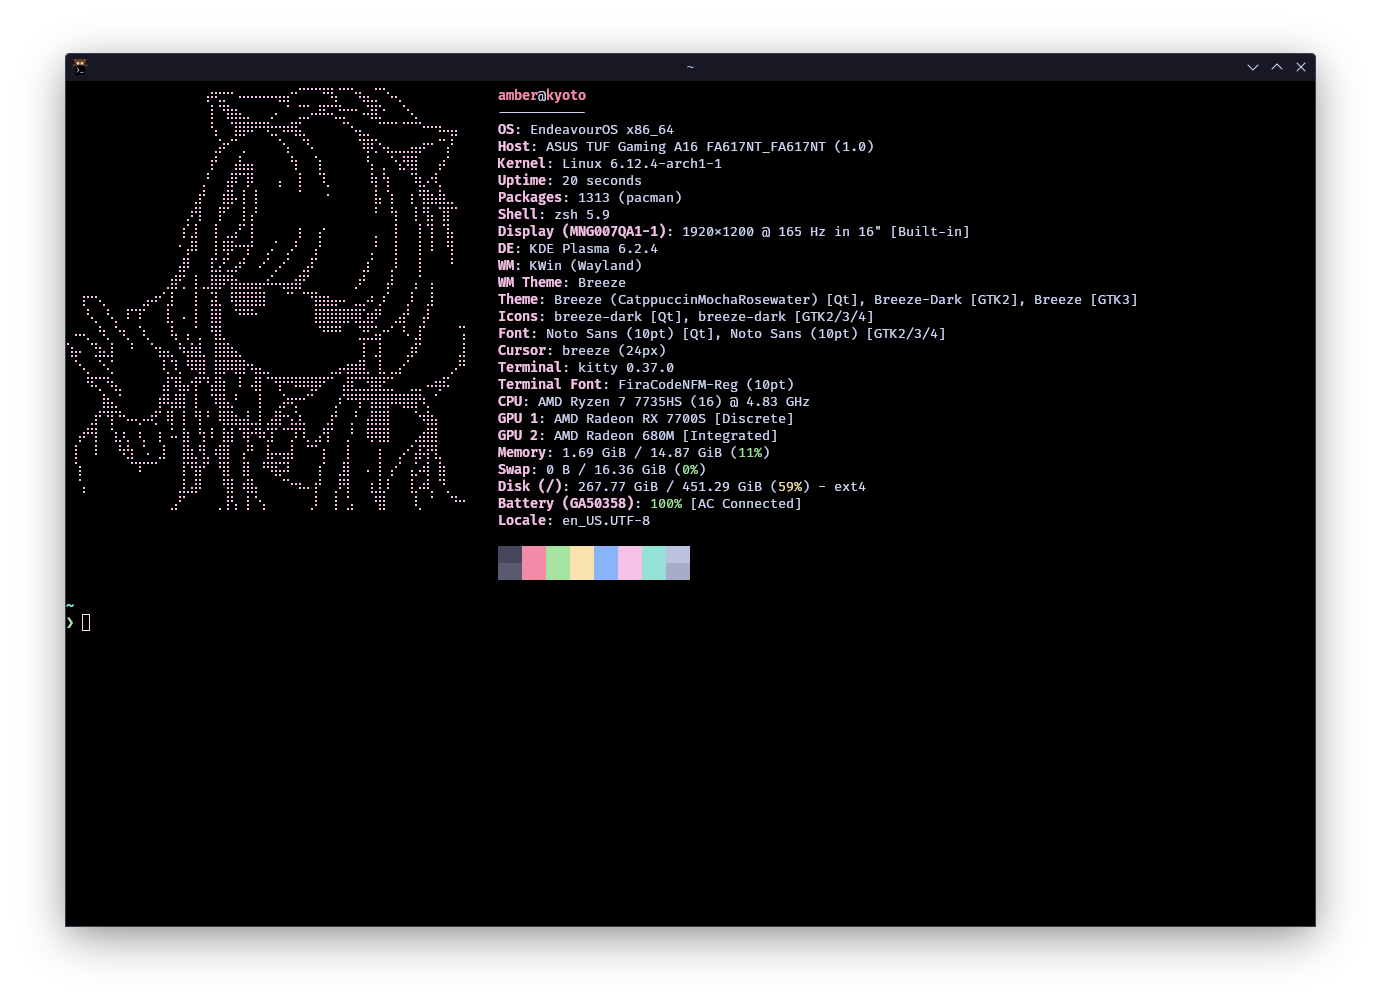 ~
amber@kyoto
-----------
OS: EndeavourOS x86_64
Host: ASUS TUF Gaming A16 FA617NT_FA617NT (1.0)
Kernel: Linux 6.12.4-arch1-1
Uptime: 20 seconds
Packages: 1313 (pacman)
Shell: zsh 5.9
Display (MNG007QA1-1): 1920×1200 @ 165 Hz in 16" [Built-in]
DE: KDE Plasma 6.2.4
WM: KWin (Wayland)
WM Theme: Breeze
Theme: Breeze (CatppuccinMochaRosewater) [Qt], Breeze-Dark [GTK2], Breeze [GTK3]
Icons: breeze-dark [Qt], breeze-dark [GTK2/3/4]
Font: Noto Sans (10pt) [Qt], Noto Sans (10pt) [GTK2/3/4]
Cursor: breeze (24px)
Terminal: kitty 0.37.0
Terminal Font: FiraCodeNFM-Reg (10pt)
CPU: AMD Ryzen 7 7735HS (16) @ 4.83 GHz
GPU 1: AMD Radeon RX 7700S [Discrete]
GPU 2: AMD Radeon 680M [Integrated]
Memory: 1.69 GiB / 14.87 GiB (11%)
Swap: 0 B / 16.36 GiB (0%)
Disk (/): 267.77 GiB / 451.29 GiB (59%) - ext4
Battery (GA50358): 100% [AC Connected]
Locale: en_US.UTF-8
~
❯